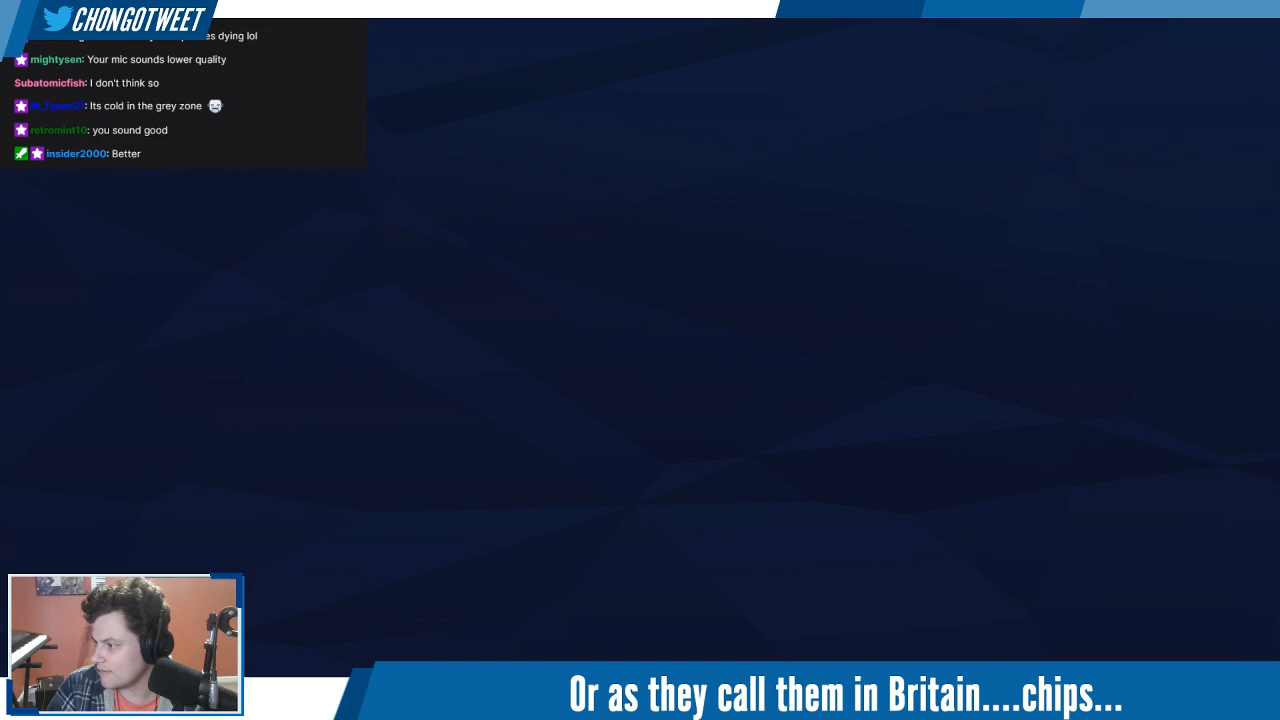 CHONGOTWEET
es dying lol
mightysen: Your mic sounds lower quality
Subatomicfish: I don't think so
M_Tyson21: Its cold in the grey zone
retromint10: you sound good
insider2000: Better
Or as they call them in Britain....chips...